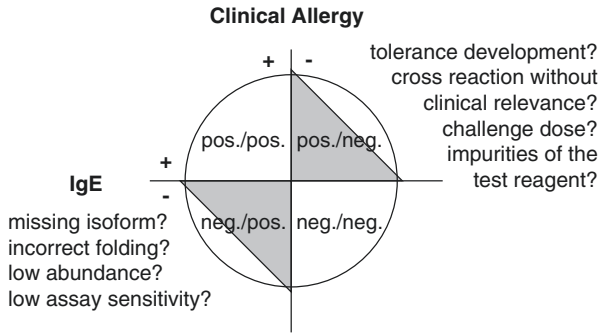 Clinical Allergy
+ -
tolerance development?
cross reaction without
clinical relevance?
challenge dose?
impurities of the
test reagent?
pos./pos. pos./neg.
+
IgE
-
missing isoform?
incorrect folding?
low abundance?
low assay sensitivity?
neg./pos. neg./neg.